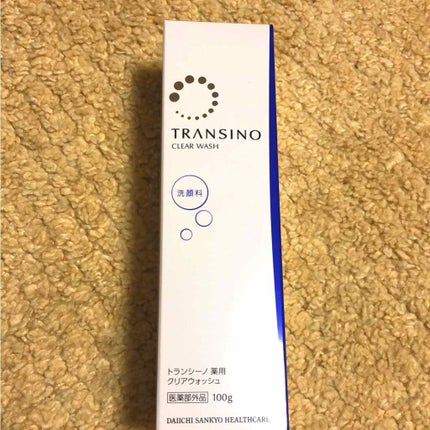 TRANSINO
CLEAR WASH
洗顔料
トランシーノ 薬用
クリアウォッシュ
医薬部外品 100g
DAIICHI SANKYO HEALTHCARE